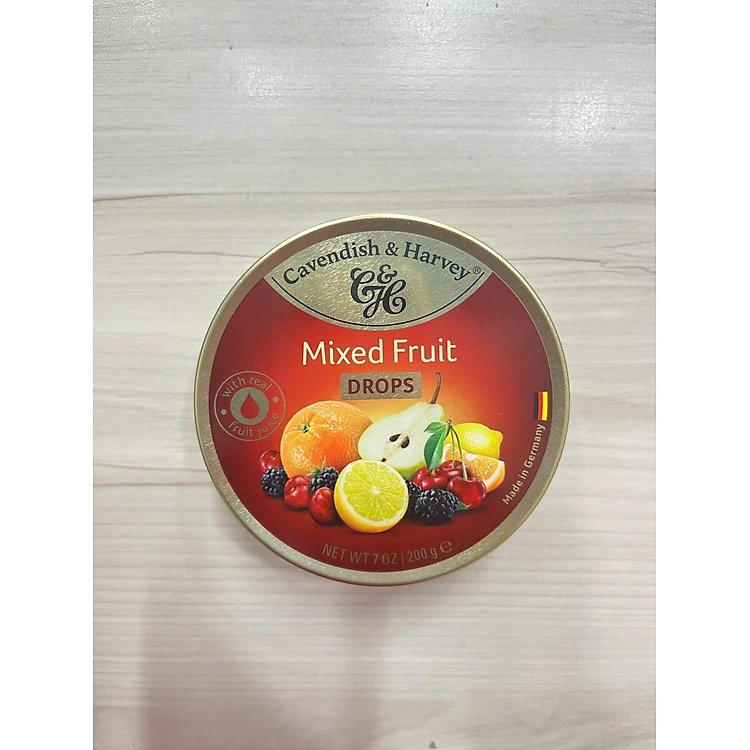 Cavendish & Harvey®
C&H
Mixed Fruit
DROPS
with real
fruit juice
Made in Germany
NET WT 7 OZ | 200 g ℮